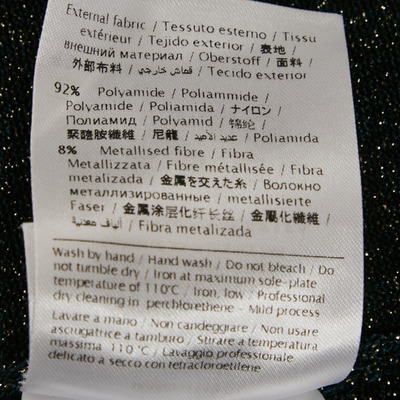 External fabric / Tessuto esterno / Tissu
extérieur / Tejido exterior / 表地 /
внешний материал / Oberstoff / 面料 /
外部布料 / قماش خارجي / Tecido exterior
92% Polyamide / Poliammide /
Polyamide / Poliamida / ナイロン /
Полиамид / Polyamid / 锦纶 /
聚醯胺纖維 / 尼龍 / عديد الأميد / Poliamida
8% Metallised fibre / Fibra
Metallizzata / Fibre métallisée / Fibra
metalizada / 金属を交えた糸 / Волокно
металлизированные / metallisierte
Faser / 金属涂层化纤长丝 / 金屬化纖維 /
ألياف معدنية / Fibra metalizada
Wash by hand / Hand wash / Do not bleach / Do
not tumble dry / Iron at maximum sole-plate
temperature of 110°C / Iron, low / Professional
dry cleaning in perchlorethene - Mild process
Lavare a mano / Non candeggiare / Non usare
asciugatrice a tamburo / Stirare a temperatura
massima 110°C / Lavaggio professionale
delicato a secco con tetracloroetilene